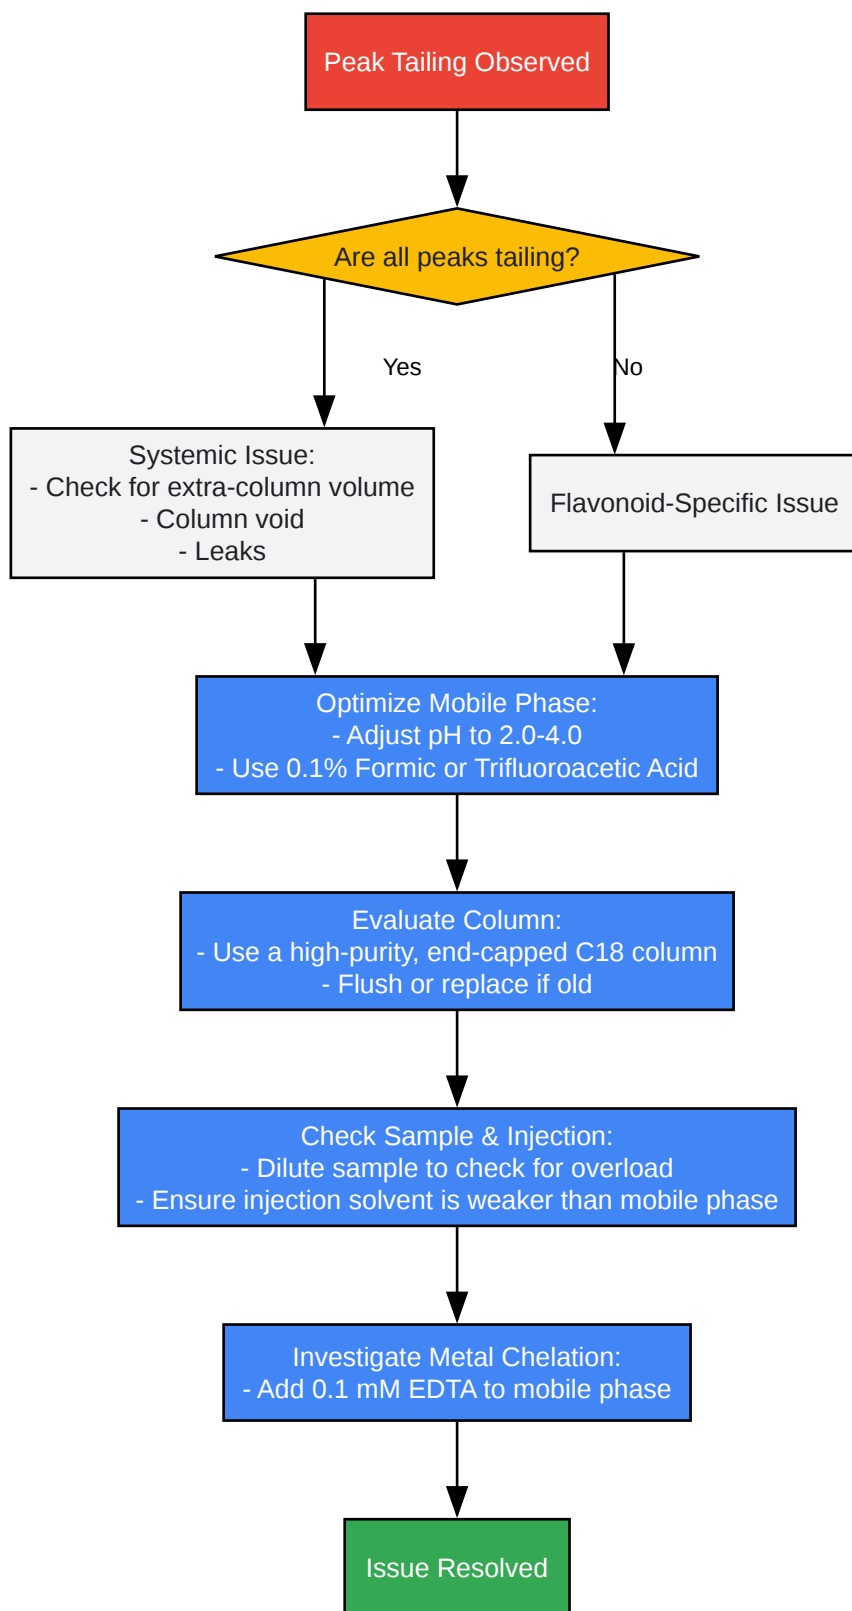 Peak Tailing Observed
Are all peaks tailing?
Yes
No
Systemic Issue:
- Check for extra-column volume
- Column void
- Leaks
Flavonoid-Specific Issue
Optimize Mobile Phase:
- Adjust pH to 2.0-4.0
- Use 0.1% Formic or Trifluoroacetic Acid
Evaluate Column:
- Use a high-purity, end-capped C18 column
- Flush or replace if old
Check Sample & Injection:
- Dilute sample to check for overload
- Ensure injection solvent is weaker than mobile phase
Investigate Metal Chelation:
- Add 0.1 mM EDTA to mobile phase
Issue Resolved